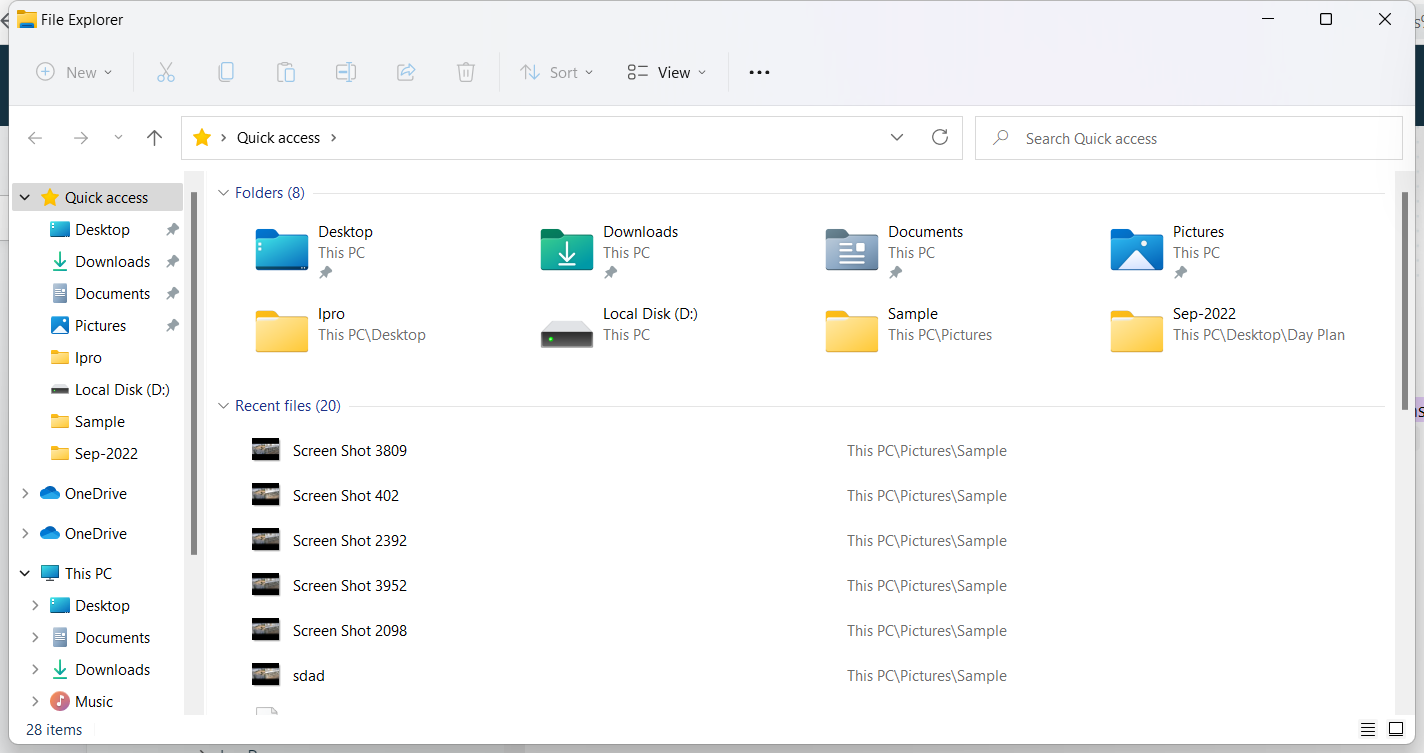 File Explorer
New
Sort
View
Quick access
Search Quick access
Quick access
Desktop
Downloads
Documents
Pictures
Ipro
Local Disk (D:)
Sample
Sep-2022
OneDrive
OneDrive
This PC
Desktop
Documents
Downloads
Music
Folders (8)
Desktop
This PC
Downloads
This PC
Documents
This PC
Pictures
This PC
Ipro
This PC\Desktop
Local Disk (D:)
This PC
Sample
This PC\Pictures
Sep-2022
This PC\Desktop\Day Plan
Recent files (20)
Screen Shot 3809 This PC\Pictures\Sample
Screen Shot 402 This PC\Pictures\Sample
Screen Shot 2392 This PC\Pictures\Sample
Screen Shot 3952 This PC\Pictures\Sample
Screen Shot 2098 This PC\Pictures\Sample
sdad This PC\Pictures\Sample
28 items